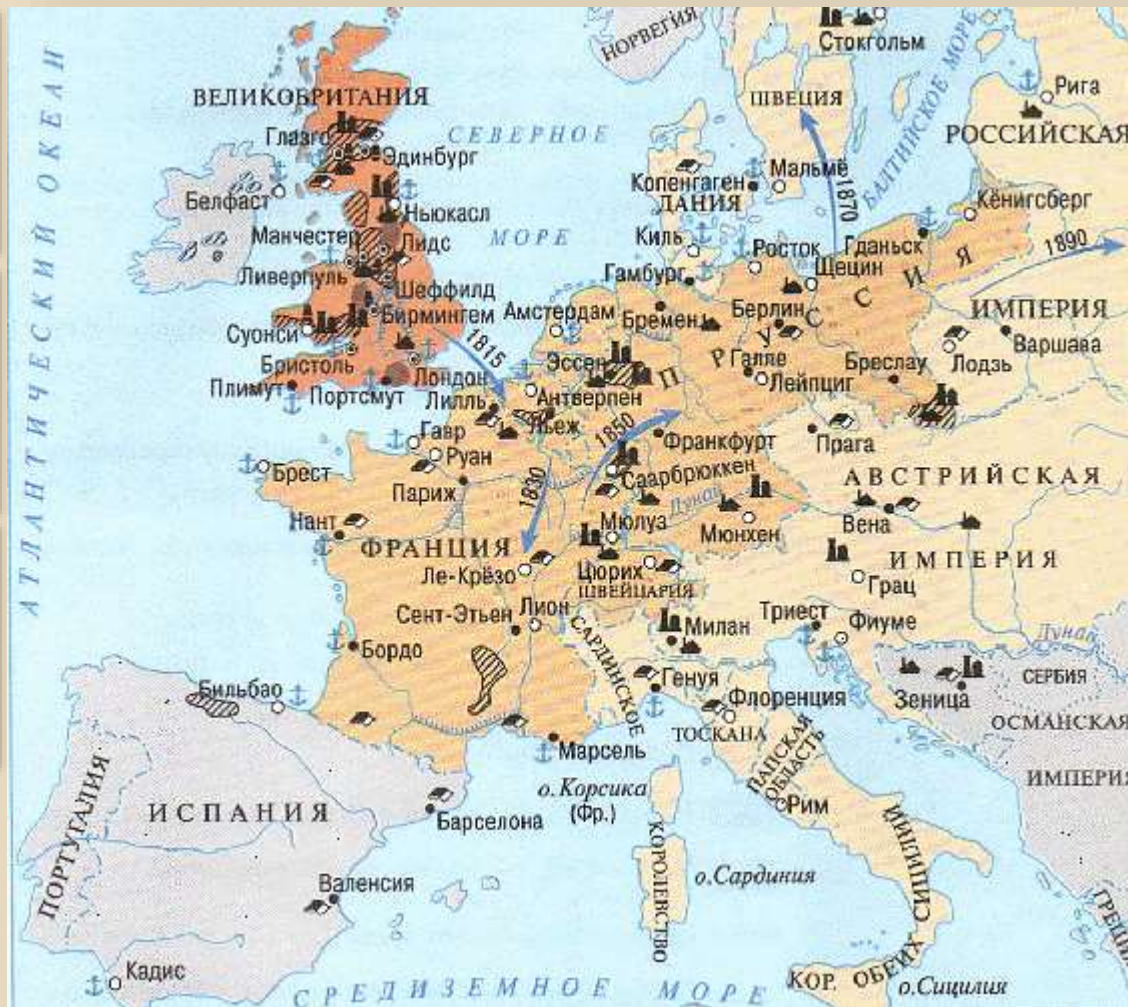 АТЛАНТИЧЕСКИЙ ОКЕАН
ВЕЛИКОБРИТАНИЯ
Глазго
Эдинбург
Белфаст
Ньюкасл
Манчестер
Лидс
Ливерпуль
Шеффилд
Бирмингем
Суонси
Бристоль
Лондон
Плимут
Портсмут
СЕВЕРНОЕ
МОРЕ
НОРВЕГИЯ
Стокгольм
ШВЕЦИЯ
БАЛТИЙСКОЕ МОРЕ
Рига
РОССИЙСКАЯ
ИМПЕРИЯ
Копенгаген
ДАНИЯ
Мальмё
1870
Кёнигсберг
1890
Киль
Росток
Гданьск
Щецин
Гамбург
Бремен
Берлин
ПРУССИЯ
Варшава
Лодзь
Амстердам
1815
Эссен
Галле
Лейпциг
Бреслау
Антверпен
Лилль
Льеж
1850
Франкфурт
Прага
Гавр
Руан
Саарбрюккен
Брест
Париж
1830
Дунай
АВСТРИЙСКАЯ
ИМПЕРИЯ
Нант
Мюлуз
Мюнхен
Вена
ФРАНЦИЯ
Ле-Крёзо
Цюрих
ШВЕЙЦАРИЯ
Грац
Сент-Этьен
Лион
Милан
Триест
Фиуме
Дунай
Бордо
САРДИНСКОЕ
КОРОЛЕВСТВО
Генуя
Флоренция
ТОСКАНА
ПАПСКАЯ
ОБЛАСТЬ
Зеница
СЕРБИЯ
ОСМАНСКАЯ
ИМПЕРИЯ
Бильбао
Марсель
о.Корсика
(Фр.)
Рим
ПОРТУГАЛИЯ
ИСПАНИЯ
Барселона
Валенсия
Кадис
о.Сардиния
КОР. ОБЕИХ
СИЦИЛИЙ
о.Сицилия
ГРЕЦИЯ
СРЕДИЗЕМНОЕ МОРЕ